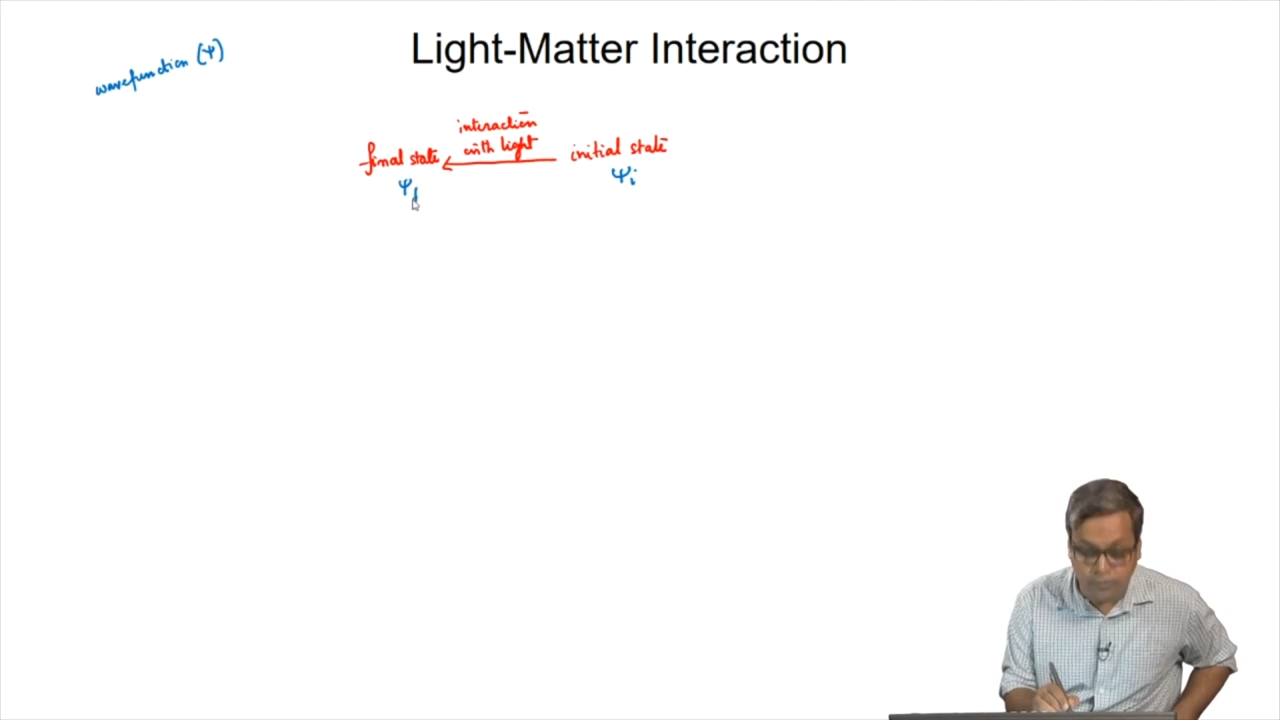 Light-Matter Interaction
wavefunction (Ψ)
interaction
with light
final state initial state
Ψf Ψi